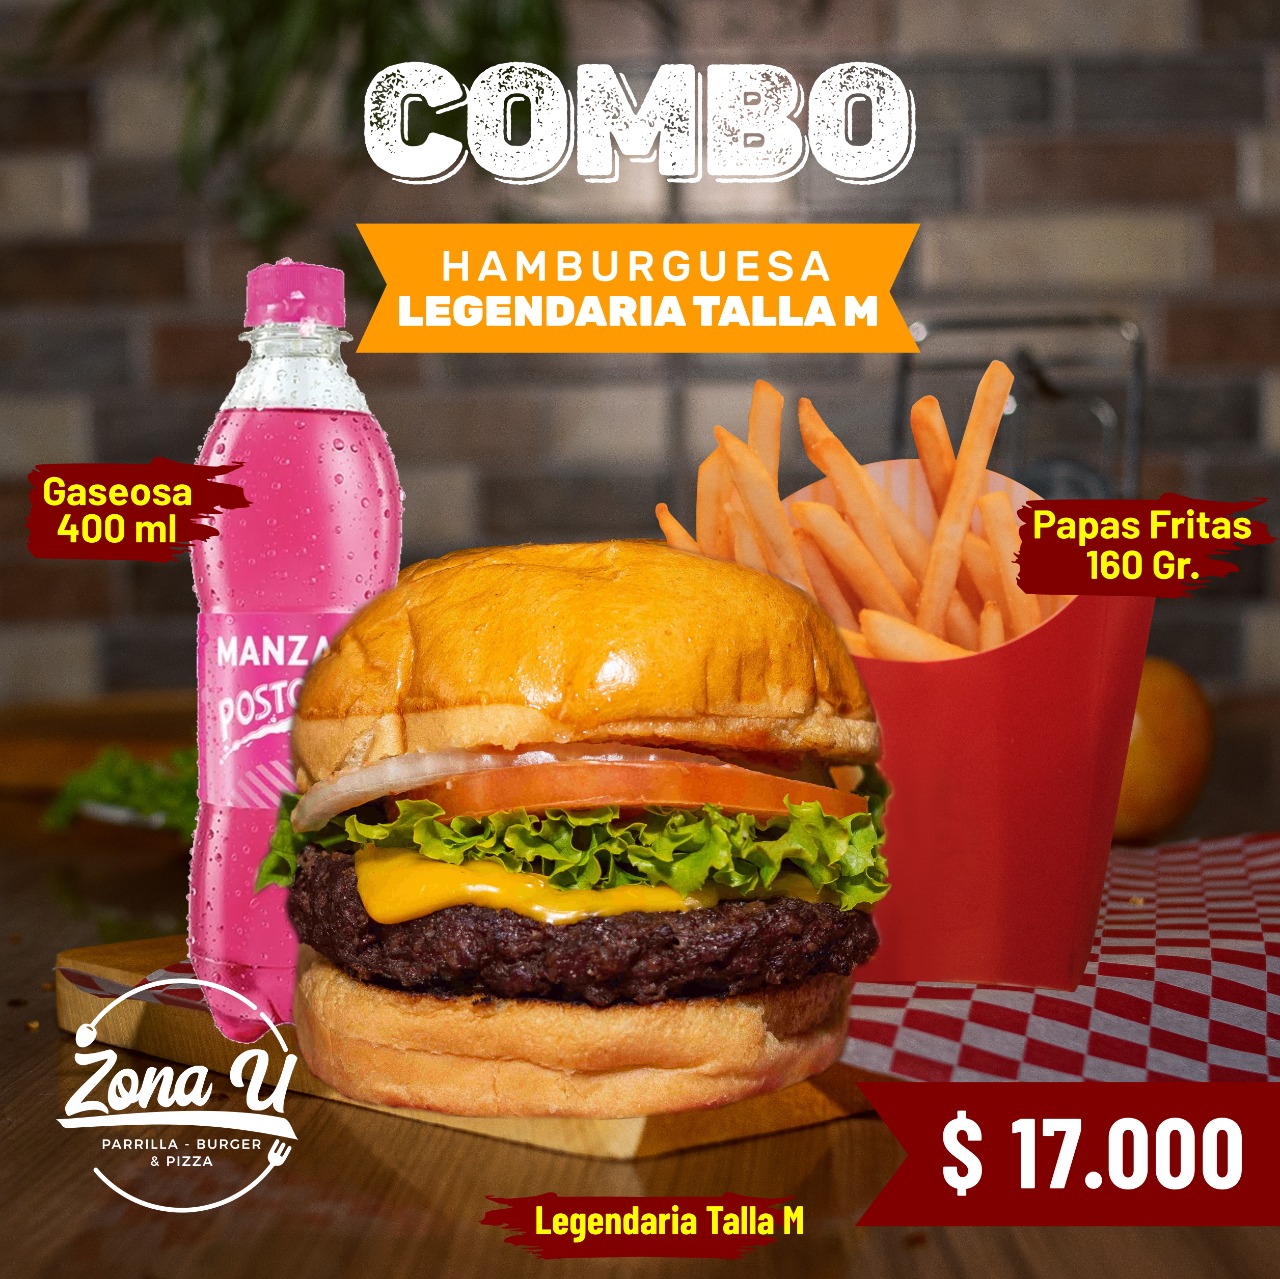 COMBO
HAMBURGUESA
LEGENDARIA TALLA M
Gaseosa
400 ml
Papas Fritas
160 Gr.
MANZA
POSTO
Zona U
PARRILLA - BURGER
& PIZZA
$ 17.000
Legendaria Talla M